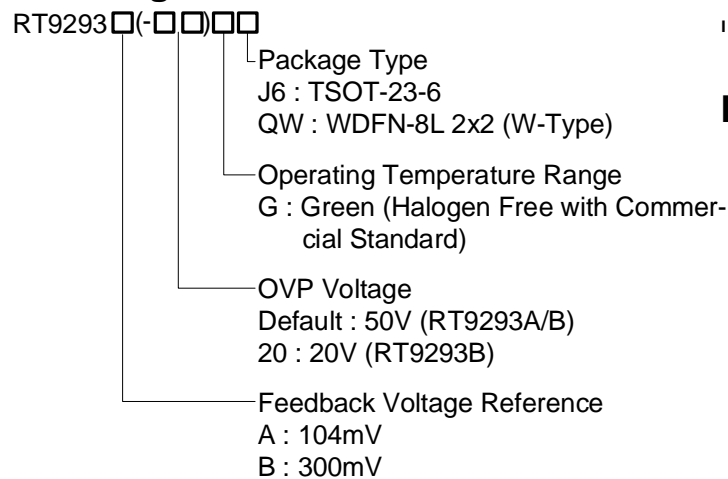 RT9293□(-□□)□□
Package Type
J6 : TSOT-23-6
QW : WDFN-8L 2x2 (W-Type)
Operating Temperature Range
G : Green (Halogen Free with Commer-
cial Standard)
OVP Voltage
Default : 50V (RT9293A/B)
20 : 20V (RT9293B)
Feedback Voltage Reference
A : 104mV
B : 300mV